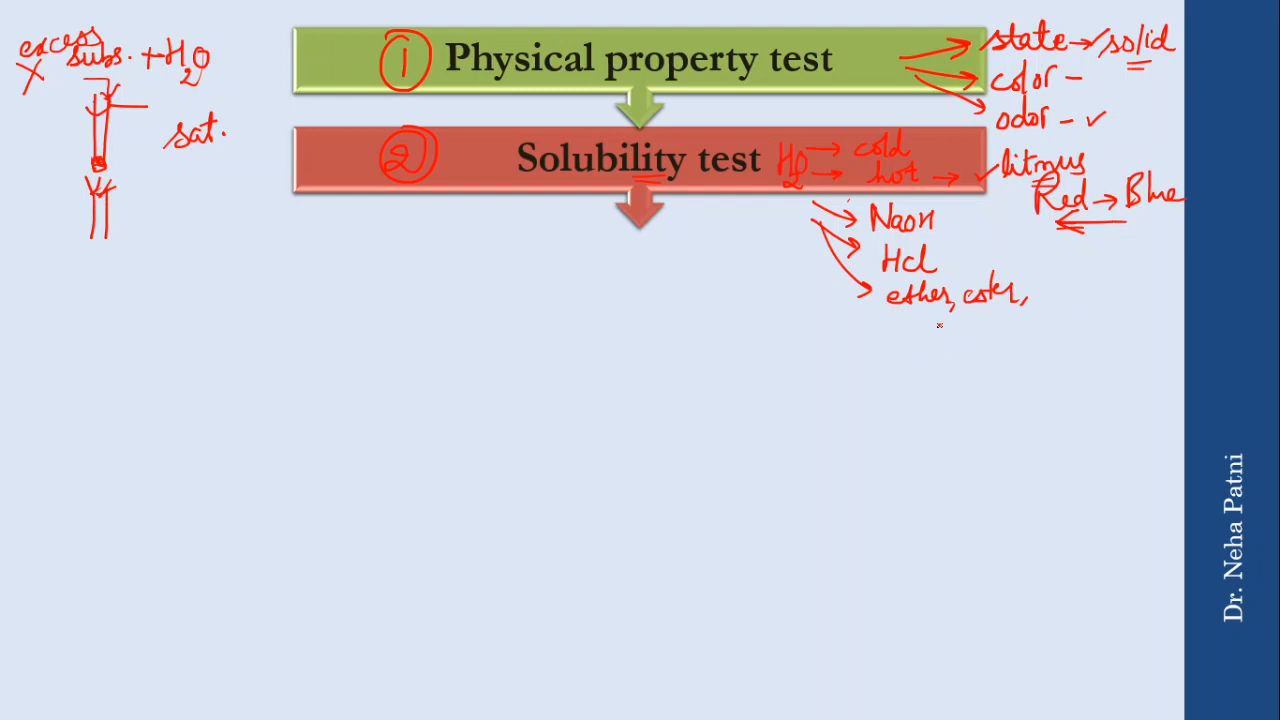 excess
subs. + H2O
sat.
1 Physical property test
state → solid
color -
odor -
2 Solubility test
H2O → cold
→ hot → litmus
Red → Blue
NaOH
HCl
ether, ester,
Dr. Neha Patni